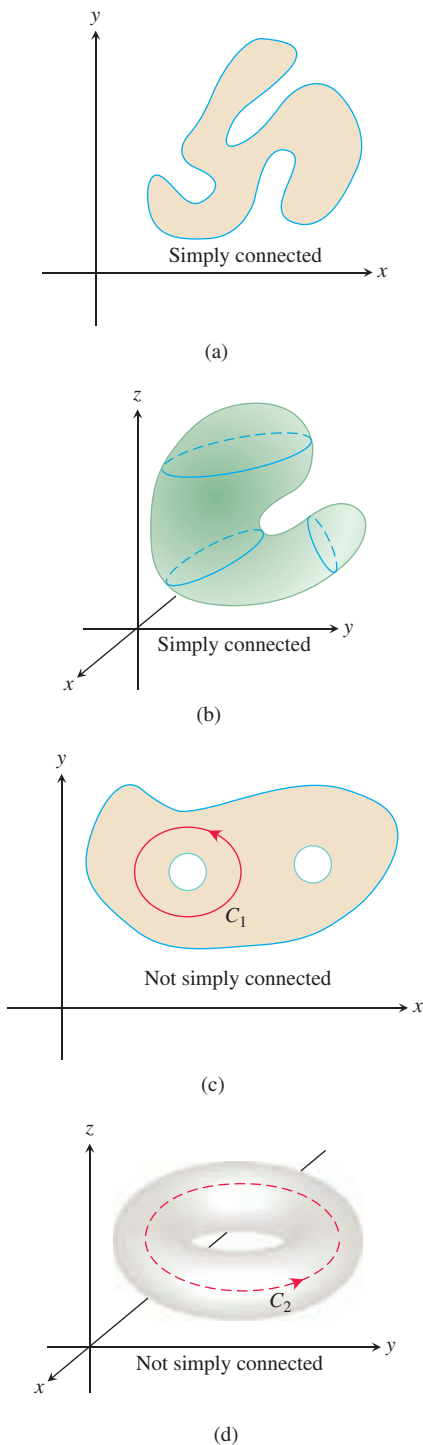 y
Simply connected
x
(a)
z
y
Simply connected
x
(b)
y
C₁
Not simply connected
x
(c)
z
C₂
y
Not simply connected
x
(d)